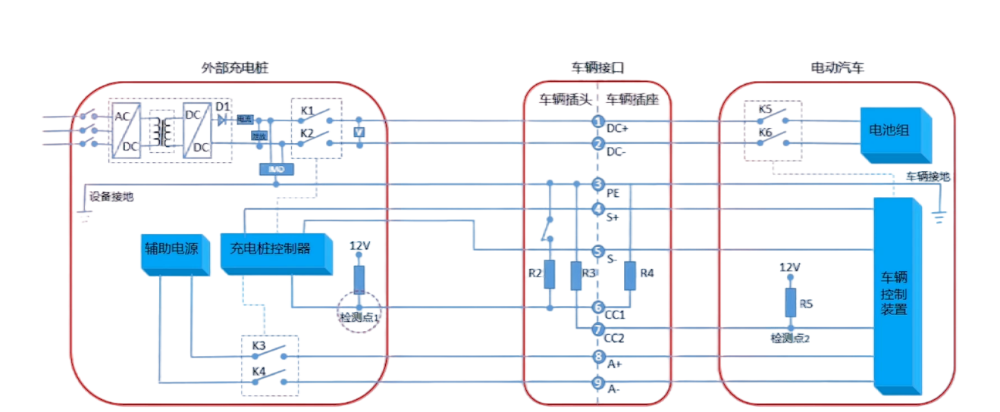 外部充电桩
车辆接口
电动汽车
车辆插头
车辆插座
AC
DC
DC
DC
D1
电流
泄放
IMD
K1
K2
V
1
DC+
2
DC-
K5
K6
电池组
设备接地
3
PE
车辆接地
4
S+
5
S-
辅助电源
充电桩控制器
12V
检测点1
R2
R3
R4
12V
R5
检测点2
车辆
控制
装置
6
CC1
7
CC2
K3
K4
8
A+
9
A-